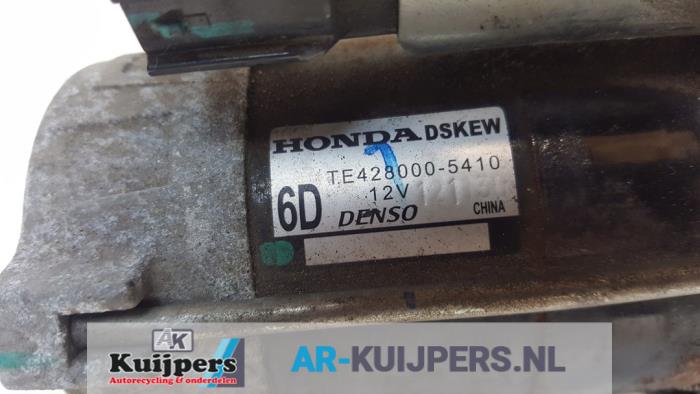 HONDA DSKEW
TE428000-5410
12V
6D
DENSO
CHINA
AK
Kuijpers
Autorecycling & onderdelen
AR-KUIJPERS.NL